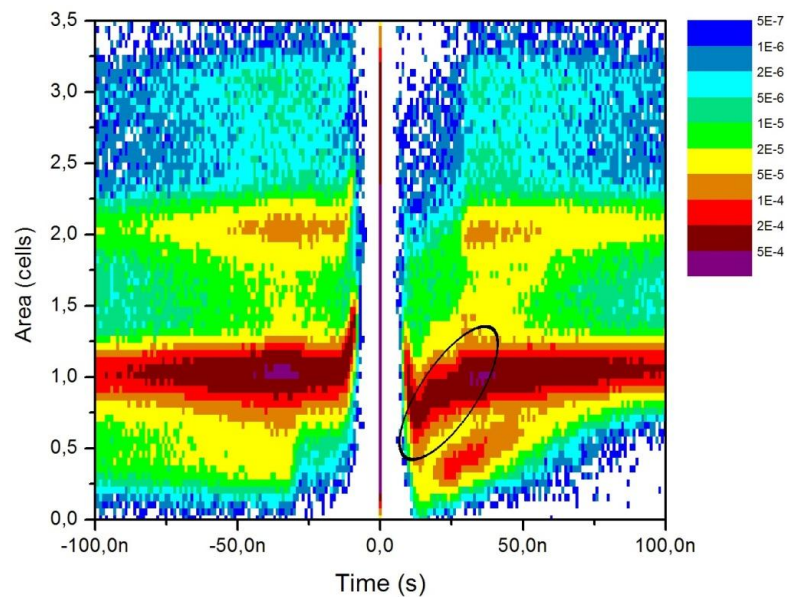 3,5
3,0
2,5
2,0
1,5
1,0
0,5
0,0
Area (cells)
-100,0n
-50,0n
0,0
50,0n
100,0n
Time (s)
5E-7
1E-6
2E-6
5E-6
1E-5
2E-5
5E-5
1E-4
2E-4
5E-4